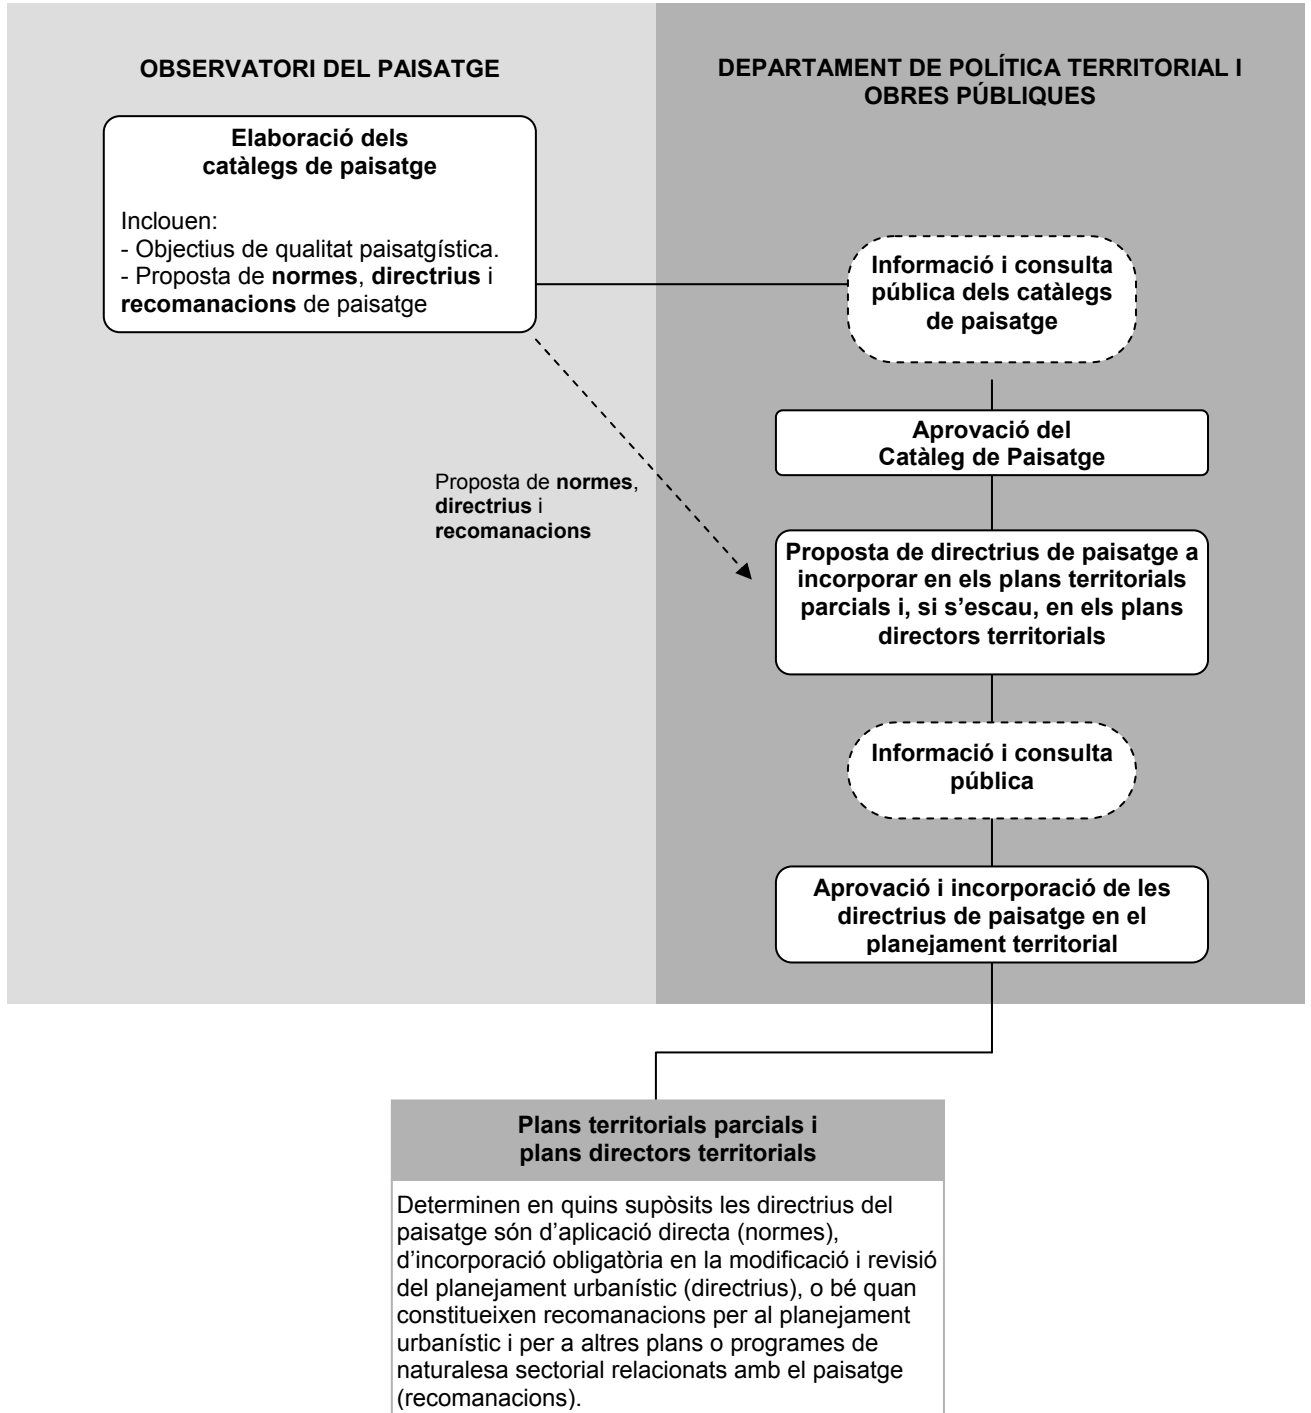 OBSERVATORI DEL PAISATGE
Elaboració dels
catàlegs de paisatge
Inclouen:
- Objectius de qualitat paisatgística.
- Proposta de normes, directrius i
recomanacions de paisatge
Proposta de normes,
directrius i
recomanacions
DEPARTAMENT DE POLÍTICA TERRITORIAL I
OBRES PÚBLIQUES
Informació i consulta
pública dels catàlegs
de paisatge
Aprovació del
Catàleg de Paisatge
Proposta de directrius de paisatge a
incorporar en els plans territorials
parcials i, si s’escau, en els plans
directors territorials
Informació i consulta
pública
Aprovació i incorporació de les
directrius de paisatge en el
planejament territorial
Plans territorials parcials i
plans directors territorials
Determinen en quins supòsits les directrius del
paisatge són d’aplicació directa (normes),
d’incorporació obligatòria en la modificació i revisió
del planejament urbanístic (directrius), o bé quan
constitueixen recomanacions per al planejament
urbanístic i per a altres plans o programes de
naturalesa sectorial relacionats amb el paisatge
(recomanacions).